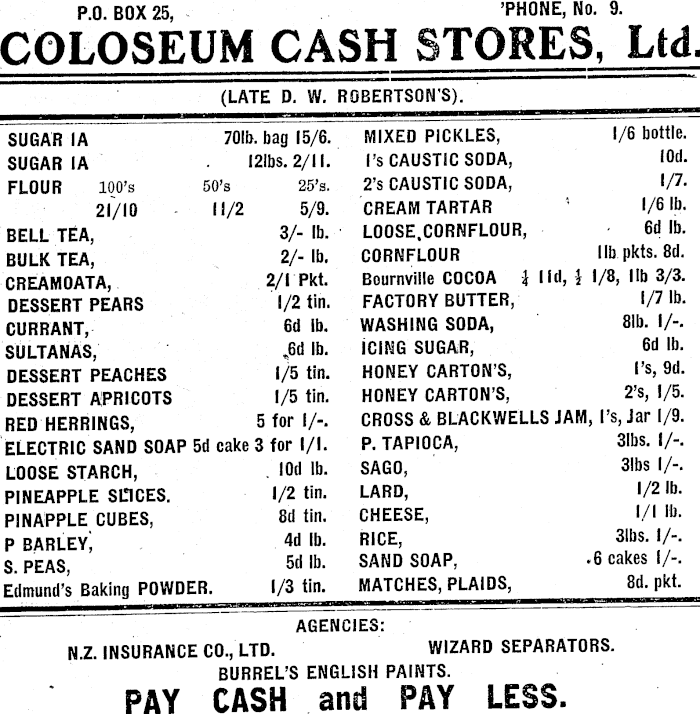 P.O. BOX 25,
'PHONE, No. 9.
COLOSEUM CASH STORES, Ltd.
(LATE D. W. ROBERTSON'S).
SUGAR 1A 70lb. bag 15/6.
SUGAR 1A 12lbs. 2/11.
FLOUR 100's 50's 25's.
21/10 11/2 5/9.
BELL TEA, 3/- lb.
BULK TEA, 2/- lb.
CREAMOATA, 2/1 Pkt.
DESSERT PEARS 1/2 tin.
CURRANT, 6d lb.
SULTANAS, 6d lb.
DESSERT PEACHES 1/5 tin.
DESSERT APRICOTS 1/5 tin.
RED HERRINGS, 5 for 1/-.
ELECTRIC SAND SOAP 5d cake 3 for 1/1.
LOOSE STARCH, 10d lb.
PINEAPPLE SLICES. 1/2 tin.
PINAPPLE CUBES, 8d tin.
P BARLEY, 4d lb.
S. PEAS, 5d lb.
Edmund's Baking POWDER. 1/3 tin.
MIXED PICKLES, 1/6 bottle.
1's CAUSTIC SODA, 10d.
2's CAUSTIC SODA, 1/7.
CREAM TARTAR 1/6 lb.
LOOSE CORNFLOUR, 6d lb.
CORNFLOUR 1lb pkts. 8d.
Bournville COCOA ¼ 11d, ½ 1/8, 1lb 3/3.
FACTORY BUTTER, 1/7 lb.
WASHING SODA, 8lb. 1/-.
ICING SUGAR, 6d lb.
HONEY CARTON'S, 1's, 9d.
HONEY CARTON'S, 2's, 1/5.
CROSS & BLACKWELLS JAM, 1's, Jar 1/9.
P. TAPIOCA, 3lbs. 1/-.
SAGO, 3lbs 1/-.
LARD, 1/2 lb.
CHEESE, 1/1 lb.
RICE, 3lbs. 1/-.
SAND SOAP, 6 cakes 1/-.
MATCHES, PLAIDS, 8d. pkt.
AGENCIES:
N.Z. INSURANCE CO., LTD. WIZARD SEPARATORS.
BURREL'S ENGLISH PAINTS.
PAY CASH and PAY LESS.